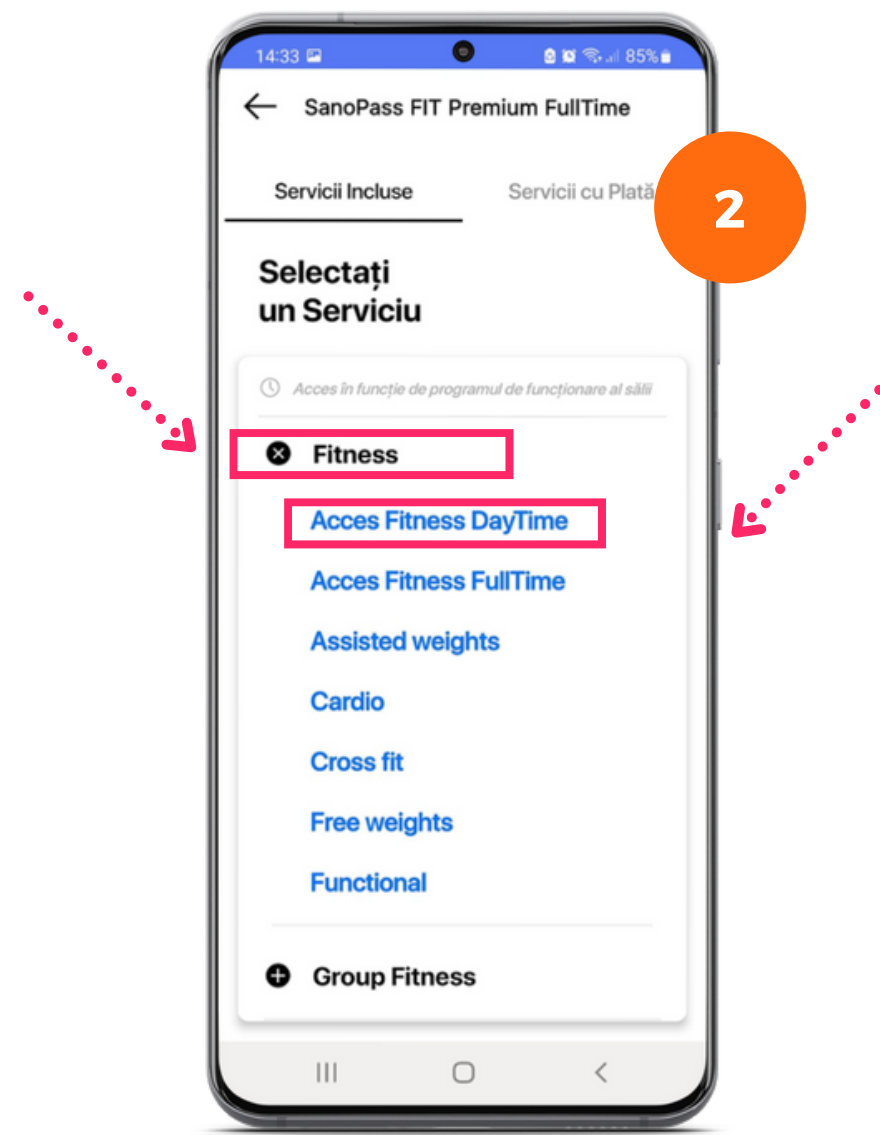 14:33
85%
SanoPass FIT Premium FullTime
Servicii Incluse
Servicii cu Plată
2
Selectați
un Serviciu
Acces în funcție de programul de funcționare al sălii
Fitness
Acces Fitness DayTime
Acces Fitness FullTime
Assisted weights
Cardio
Cross fit
Free weights
Functional
Group Fitness